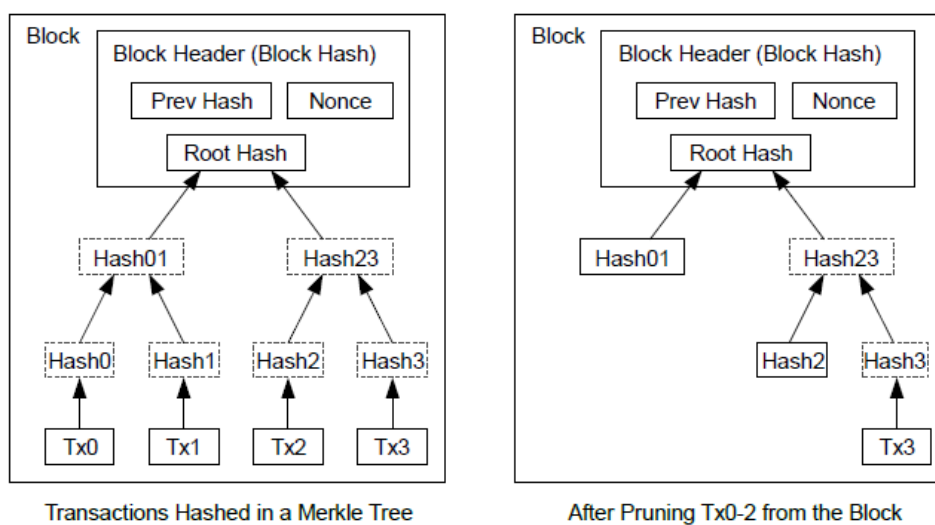 Block
Block Header (Block Hash)
Prev Hash Nonce
Root Hash
Hash01 Hash23
Hash0 Hash1 Hash2 Hash3
Tx0 Tx1 Tx2 Tx3
Transactions Hashed in a Merkle Tree
Block
Block Header (Block Hash)
Prev Hash Nonce
Root Hash
Hash01 Hash23
Hash2 Hash3
Tx3
After Pruning Tx0-2 from the Block